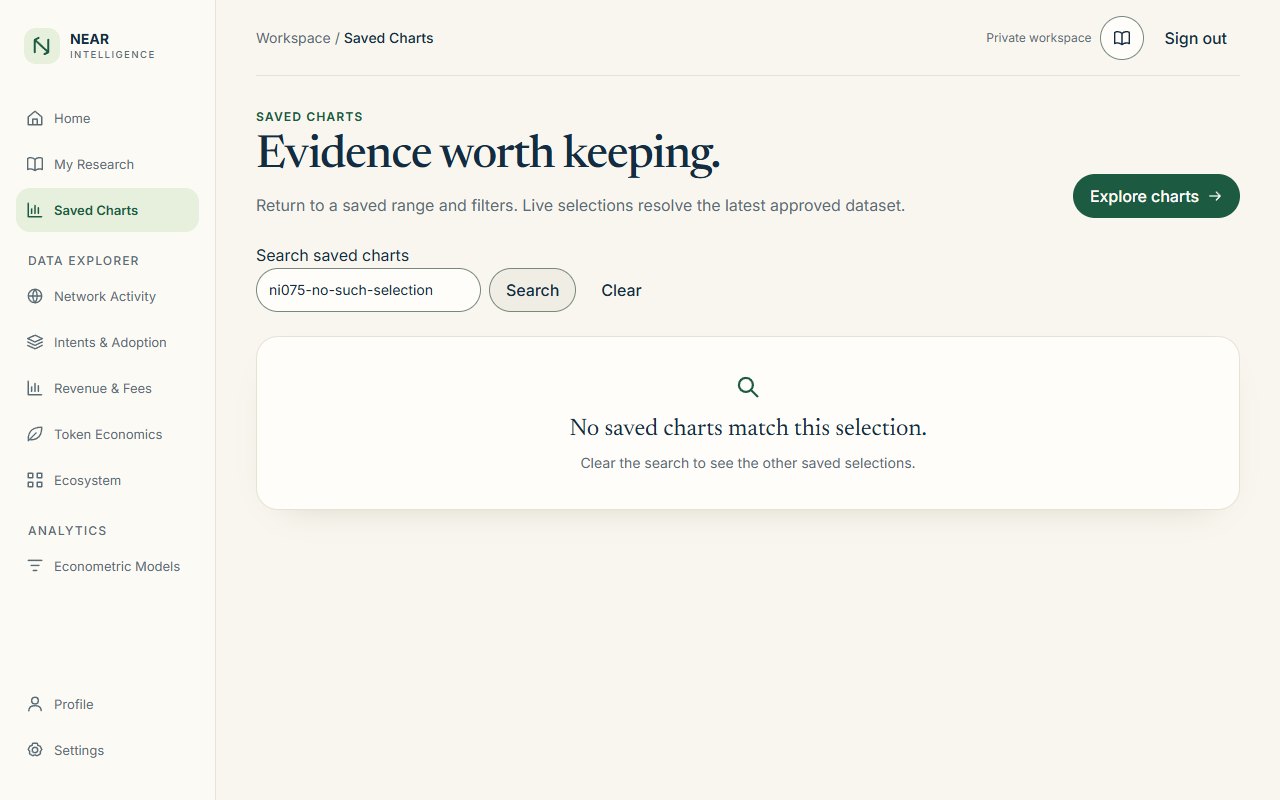 NEAR
INTELLIGENCE
Home
My Research
Saved Charts
DATA EXPLORER
Network Activity
Intents & Adoption
Revenue & Fees
Token Economics
Ecosystem
ANALYTICS
Econometric Models
Profile
Settings
Workspace / Saved Charts
Private workspace
Sign out
SAVED CHARTS
Evidence worth keeping.
Return to a saved range and filters. Live selections resolve the latest approved dataset.
Explore charts →
Search saved charts
ni075-no-such-selection
Search
Clear
No saved charts match this selection.
Clear the search to see the other saved selections.